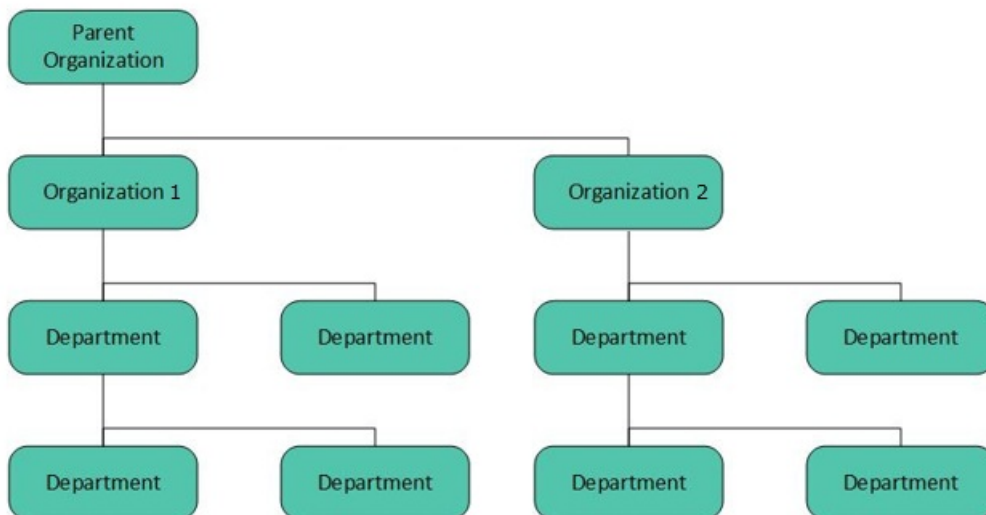 Parent
Organization
Organization 1
Organization 2
Department
Department
Department
Department
Department
Department
Department
Department